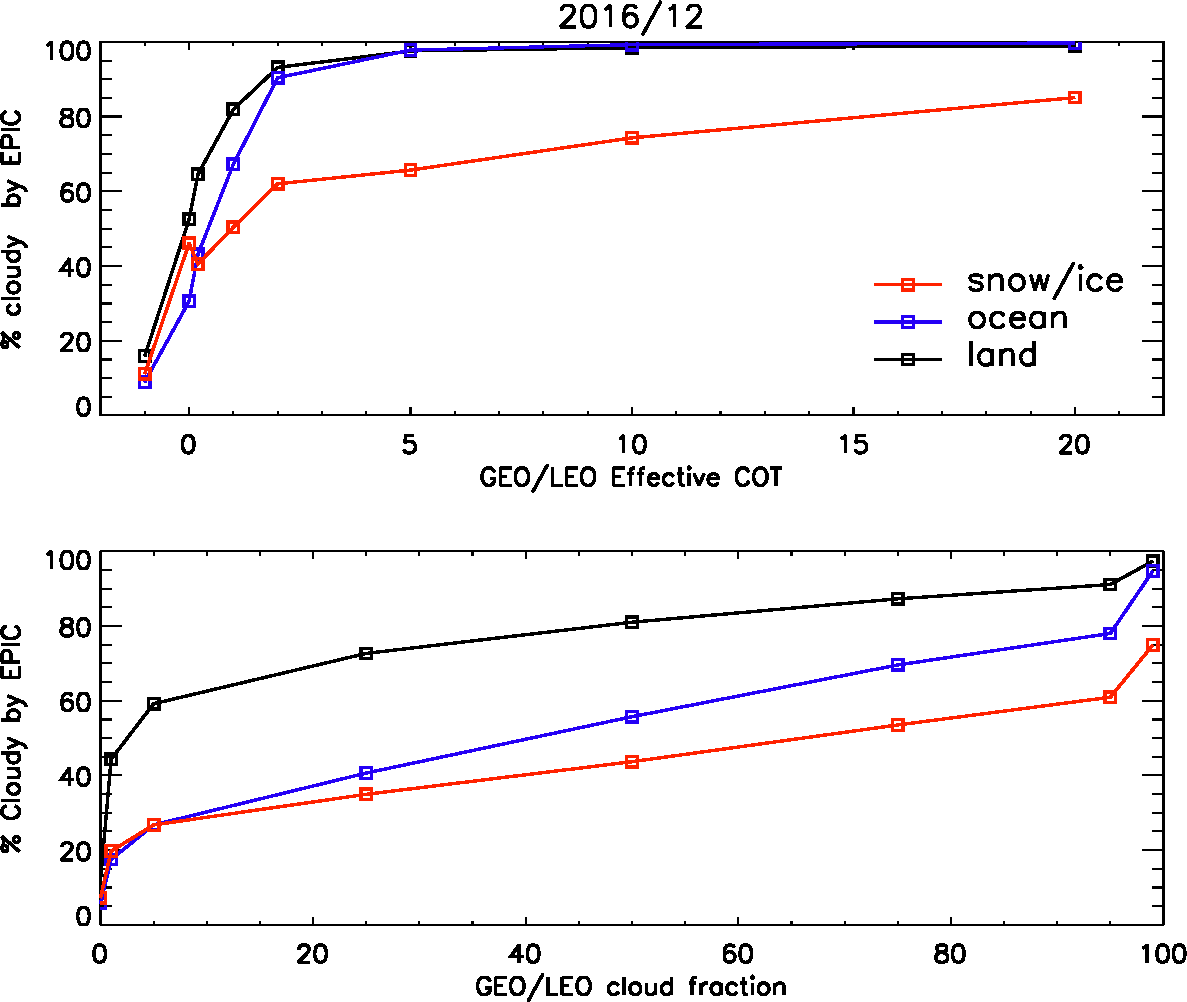 2016/12
100
80
60
40
20
0
% cloudy by EPIC
snow/ice
ocean
land
0 5 10 15 20
GEO/LEO Effective COT
100
80
60
40
20
0
% Cloudy by EPIC
0 20 40 60 80 100
GEO/LEO cloud fraction